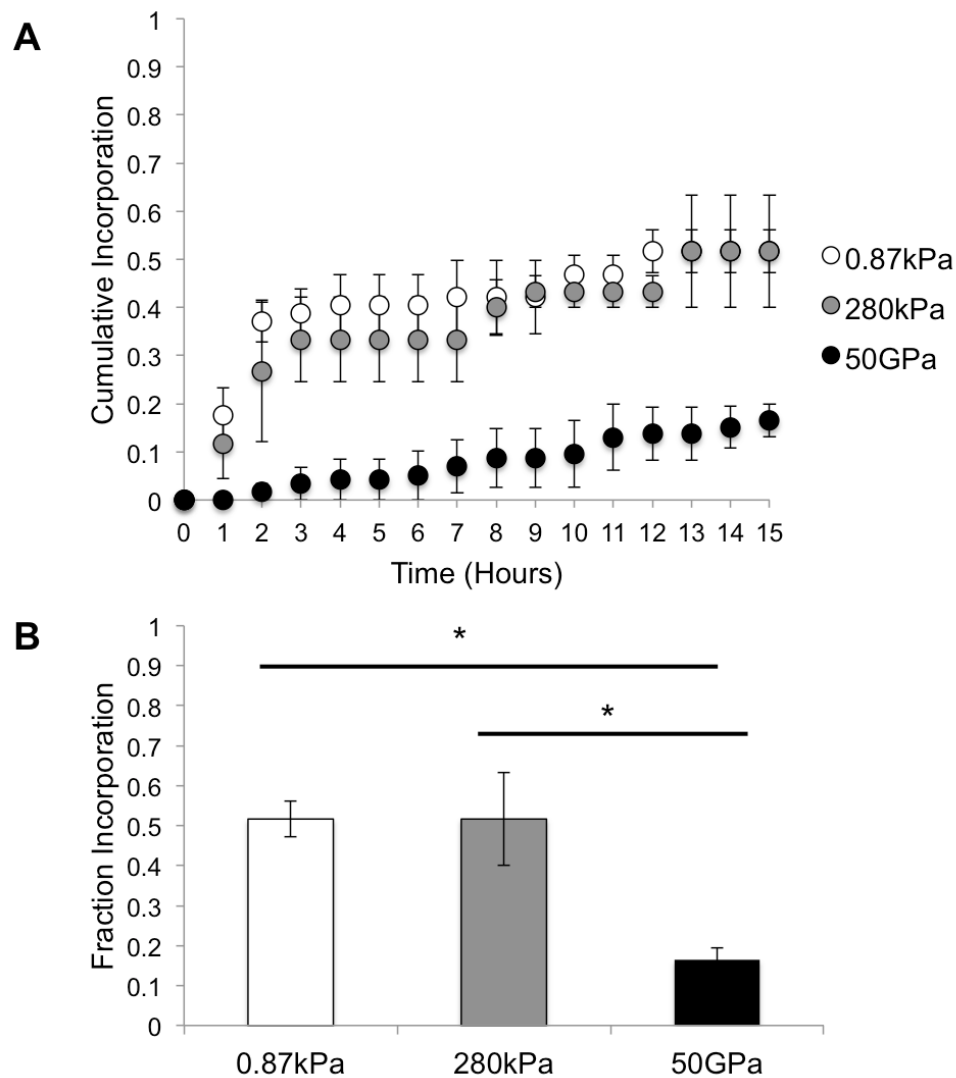 A
Cumulative Incorporation
1
0.9
0.8
0.7
0.6
0.5
0.4
0.3
0.2
0.1
0
0 1 2 3 4 5 6 7 8 9 10 11 12 13 14 15
Time (Hours)
0.87kPa
280kPa
50GPa
B
Fraction Incorporation
1
0.9
0.8
0.7
0.6
0.5
0.4
0.3
0.2
0.1
0
*
*
0.87kPa 280kPa 50GPa